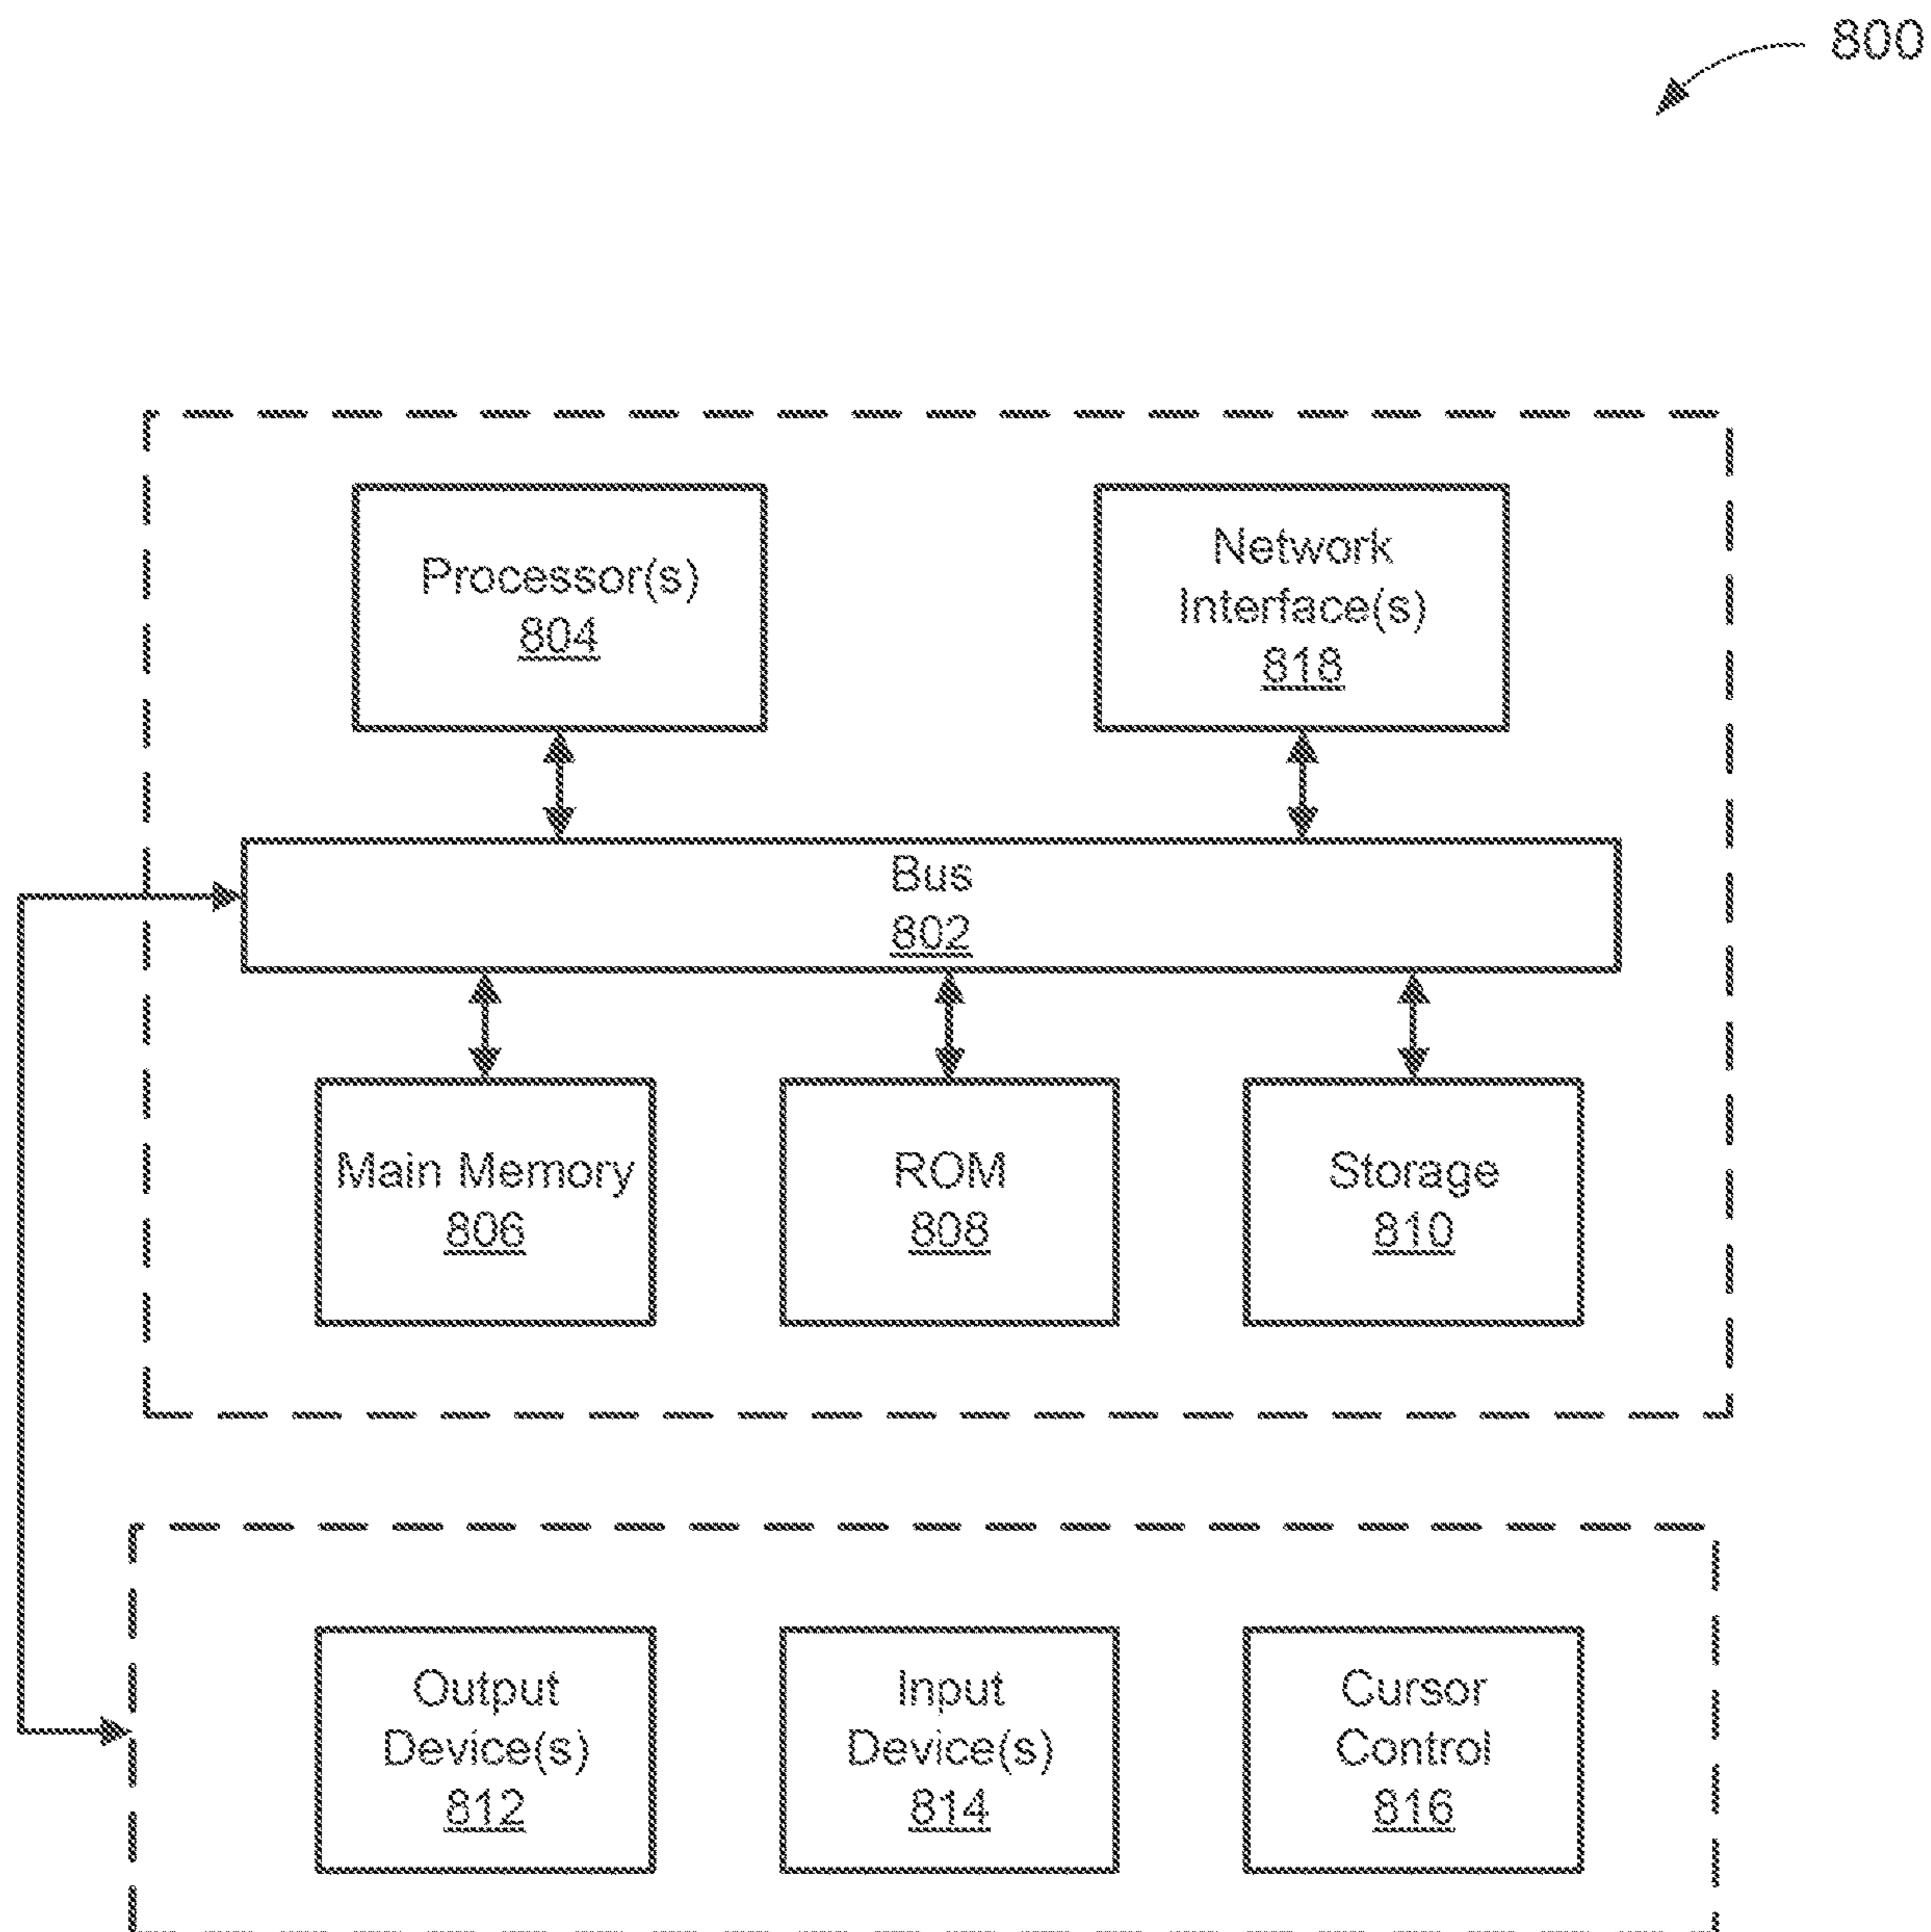 800
Processor(s)
804
Network
Interface(s)
818
Bus
802
Main Memory
806
ROM
808
Storage
810
Output
Device(s)
812
Input
Device(s)
814
Cursor
Control
816